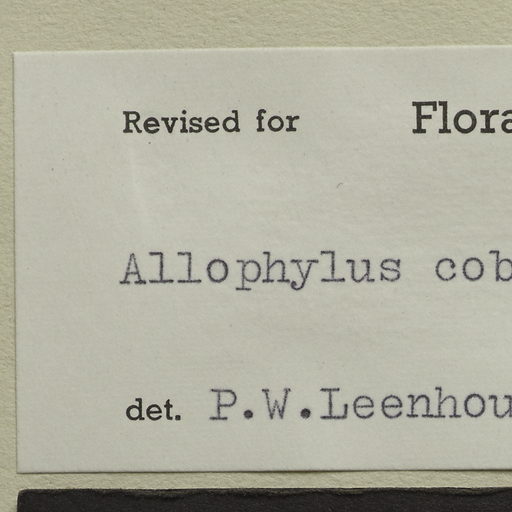 Revised for Flora
Allophylus cob
det. P.W.Leenhou